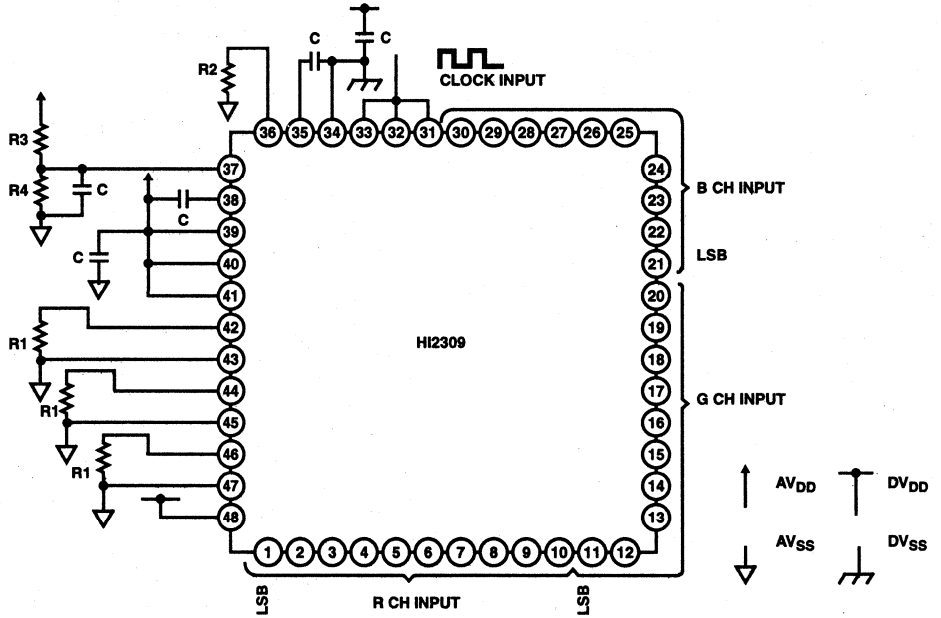 C
C
R2
CLOCK INPUT
36 35 34 33 32 31 30 29 28 27 26 25
R3
R4
C
37
38
C
39
C
40
41
42
R1
43
44
R1
45
46
R1
47
48
HI2309
24
23
22
21
B CH INPUT
LSB
20
19
18
17
16
15
14
13
G CH INPUT
AVDD
DVDD
AVSS
DVSS
1 2 3 4 5 6 7 8 9 10 11 12
LSB
R CH INPUT
LSB